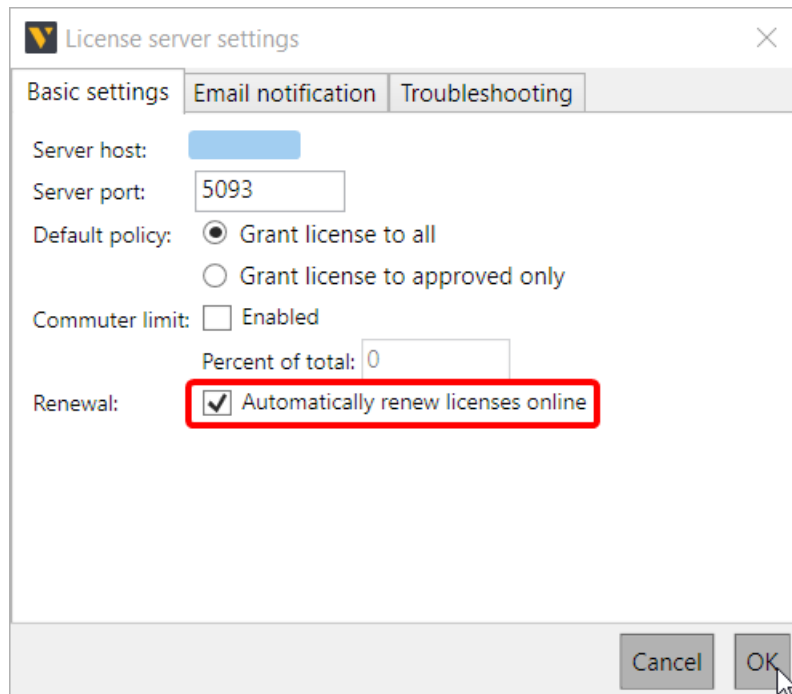 License server settings
Basic settings Email notification Troubleshooting
Server host:
Server port: 5093
Default policy: Grant license to all
Grant license to approved only
Commuter limit: Enabled
Percent of total: 0
Renewal: Automatically renew licenses online
Cancel OK